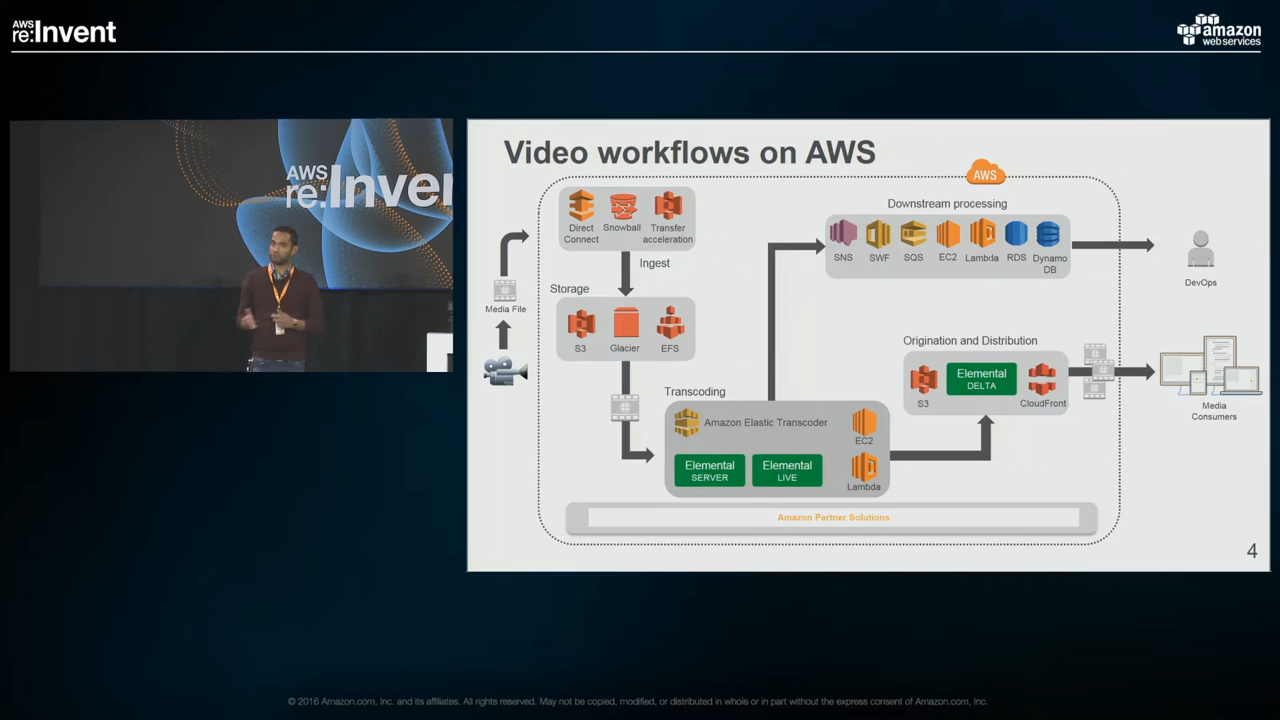 AWS
re:Invent
amazon
web services
AWS
re:Inven
Video workflows on AWS
AWS
Direct
Connect
Snowball
Transfer
acceleration
Ingest
Media File
Storage
S3
Glacier
EFS
Transcoding
Amazon Elastic Transcoder
EC2
Elemental
SERVER
Elemental
LIVE
Lambda
Downstream processing
SNS
SWF
SQS
EC2
Lambda
RDS
Dynamo
DB
DevOps
Origination and Distribution
S3
Elemental
DELTA
CloudFront
Media
Consumers
Amazon Partner Solutions
4
© 2016 Amazon.com, Inc. and its affiliates. All rights reserved. May not be copied, modified, or distributed in whole or in part without the express consent of Amazon.com, Inc.